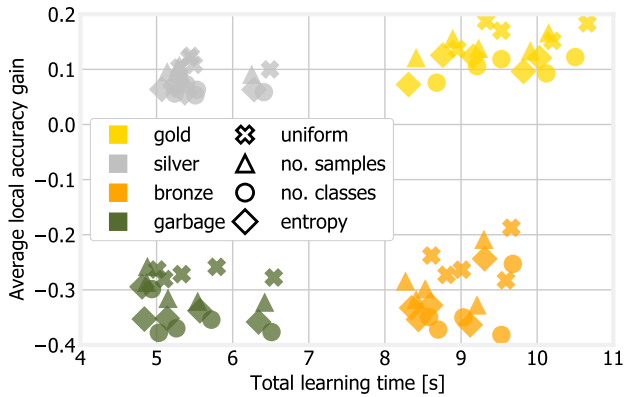 0.2
0.1
0.0
−0.1
−0.2
−0.3
−0.4
Average local accuracy gain
gold uniform
silver no. samples
bronze no. classes
garbage entropy
4 5 6 7 8 9 10 11
Total learning time [s]